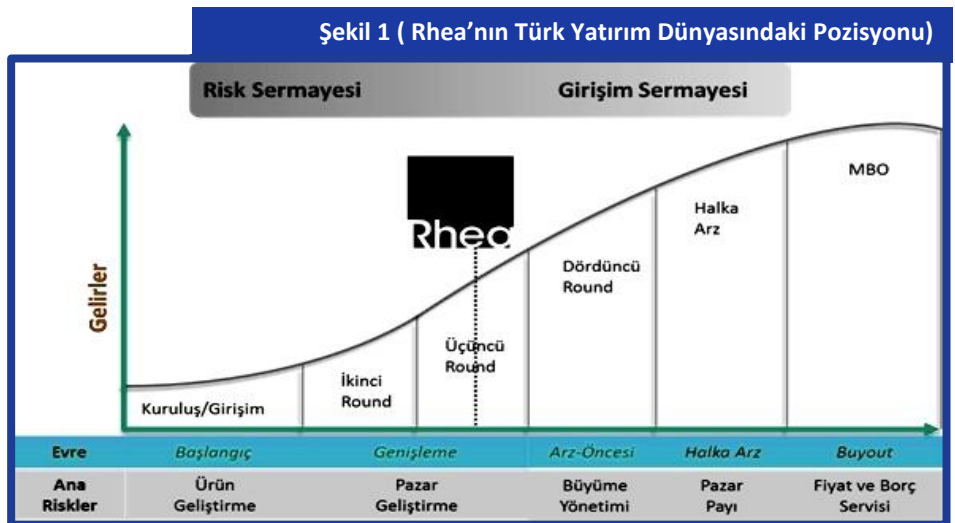 Şekil 1 ( Rhea’nın Türk Yatırım Dünyasındaki Pozisyonu)
Risk Sermayesi
Girişim Sermayesi
Rhea
MBO
Halka
Arz
Dördüncü
Round
Üçüncü
Round
İkinci
Round
Kuruluş/Girişim
Gelirler
Evre
Başlangıç
Genişleme
Arz-Öncesi
Halka Arz
Buyout
Ana
Riskler
Ürün
Geliştirme
Pazar
Geliştirme
Büyüme
Yönetimi
Pazar
Payı
Fiyat ve Borç
Servisi